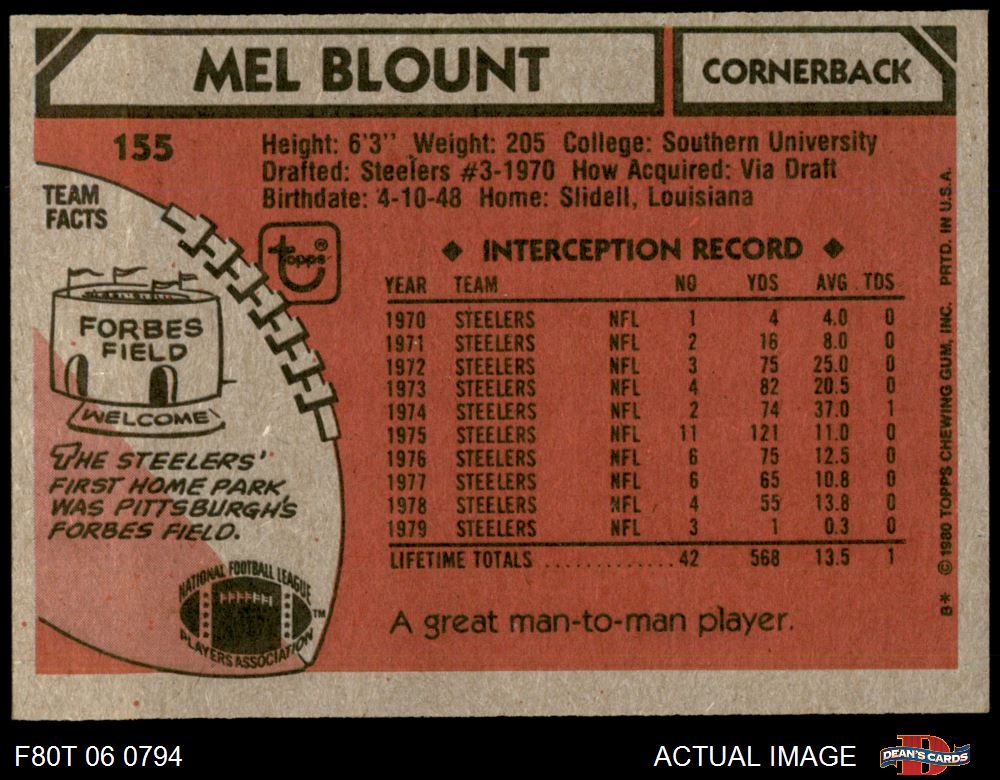 MEL BLOUNT
CORNERBACK
155
Height: 6'3" Weight: 205 College: Southern University
Drafted: Steelers #3-1970 How Acquired: Via Draft
Birthdate: 4-10-48 Home: Slidell, Louisiana
TEAM
FACTS
topps®
FORBES
FIELD
WELCOME
THE STEELERS'
FIRST HOME PARK
WAS PITTSBURGH'S
FORBES FIELD.
NATIONAL FOOTBALL LEAGUE
PLAYERS ASSOCIATION
TM
◆ INTERCEPTION RECORD ◆
YEAR TEAM NO YDS AVG TDS
1970 STEELERS NFL 1 4 4.0 0
1971 STEELERS NFL 2 16 8.0 0
1972 STEELERS NFL 3 75 25.0 0
1973 STEELERS NFL 4 82 20.5 0
1974 STEELERS NFL 2 74 37.0 1
1975 STEELERS NFL 11 121 11.0 0
1976 STEELERS NFL 6 75 12.5 0
1977 STEELERS NFL 6 65 10.8 0
1978 STEELERS NFL 4 55 13.8 0
1979 STEELERS NFL 3 1 0.3 0
LIFETIME TOTALS ............ 42 568 13.5 1
A great man-to-man player.
B* © 1980 TOPPS CHEWING GUM, INC. PRTD. IN U.S.A.
F80T 06 0794
ACTUAL IMAGE
DEAN'S CARDS